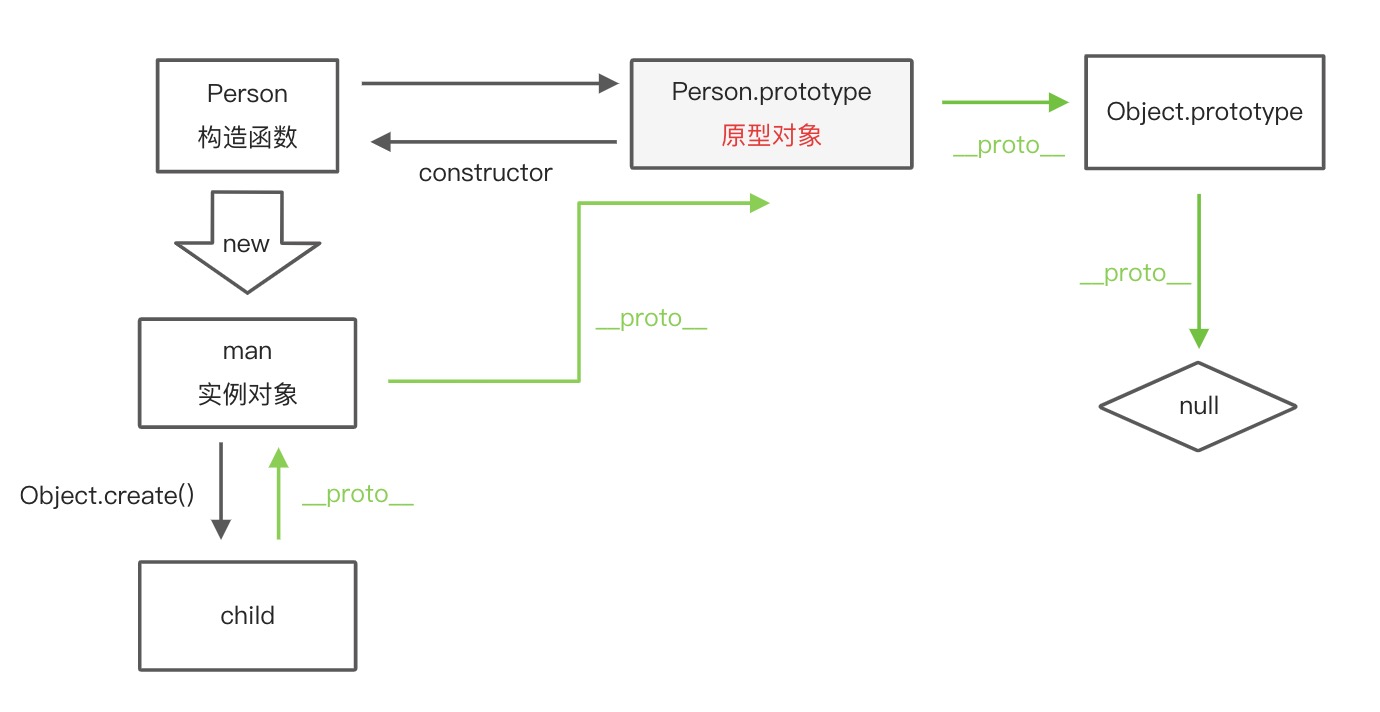 Person
构造函数
Person.prototype
原型对象
Object.prototype
__proto__
constructor
new
__proto__
__proto__
man
实例对象
null
Object.create()
__proto__
child